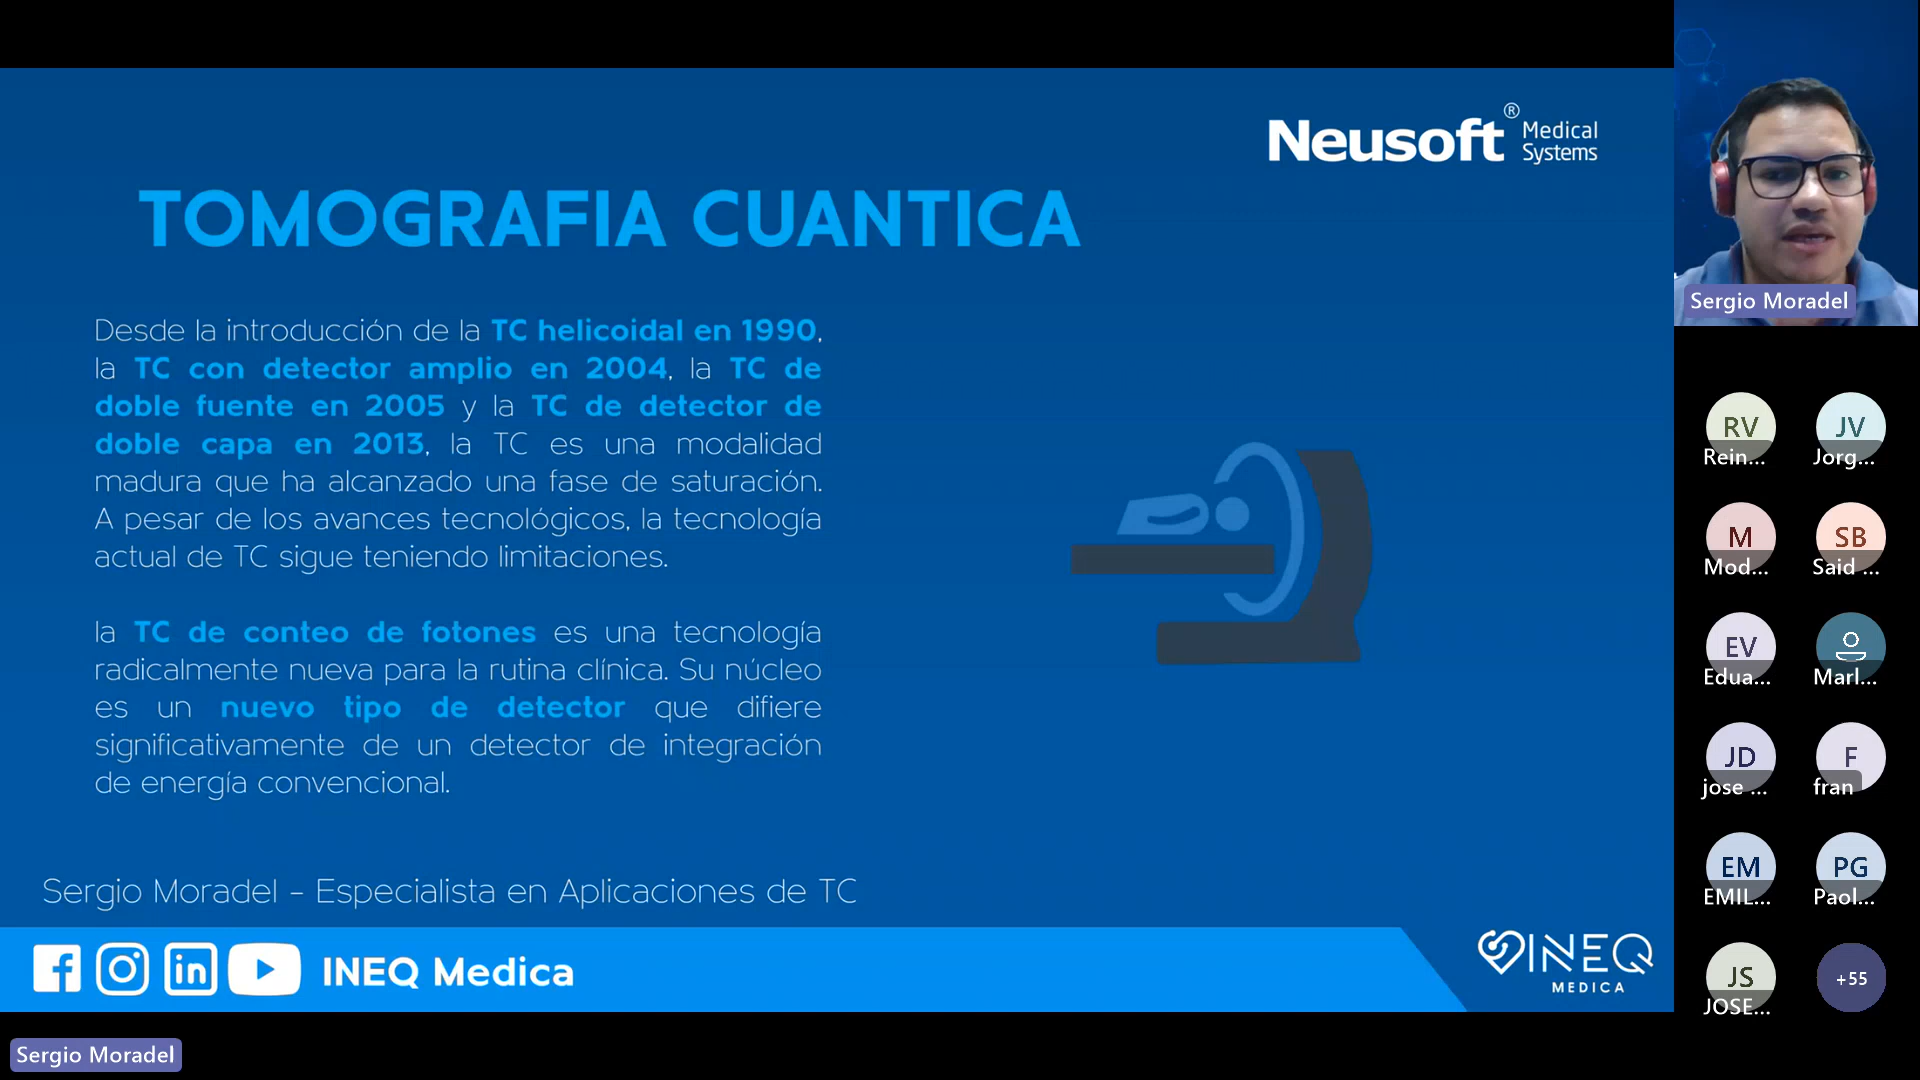 Neusoft® Medical
Systems
TOMOGRAFIA CUANTICA
Desde la introducción de la TC helicoidal en 1990,
la TC con detector amplio en 2004, la TC de
doble fuente en 2005 y la TC de detector de
doble capa en 2013, la TC es una modalidad
madura que ha alcanzado una fase de saturación.
A pesar de los avances tecnológicos, la tecnología
actual de TC sigue teniendo limitaciones.
la TC de conteo de fotones es una tecnología
radicalmente nueva para la rutina clínica. Su núcleo
es un nuevo tipo de detector que difiere
significativamente de un detector de integración
de energía convencional.
Sergio Moradel - Especialista en Aplicaciones de TC
INEQ Medica
INEQ
MEDICA
Sergio Moradel
Sergio Moradel
RV
Rein...
JV
Jorg...
M
Mod...
SB
Said ...
EV
Edua...
Marl...
JD
jose ...
F
fran
EM
EMIL...
PG
Paol...
JS
JOSE...
+55